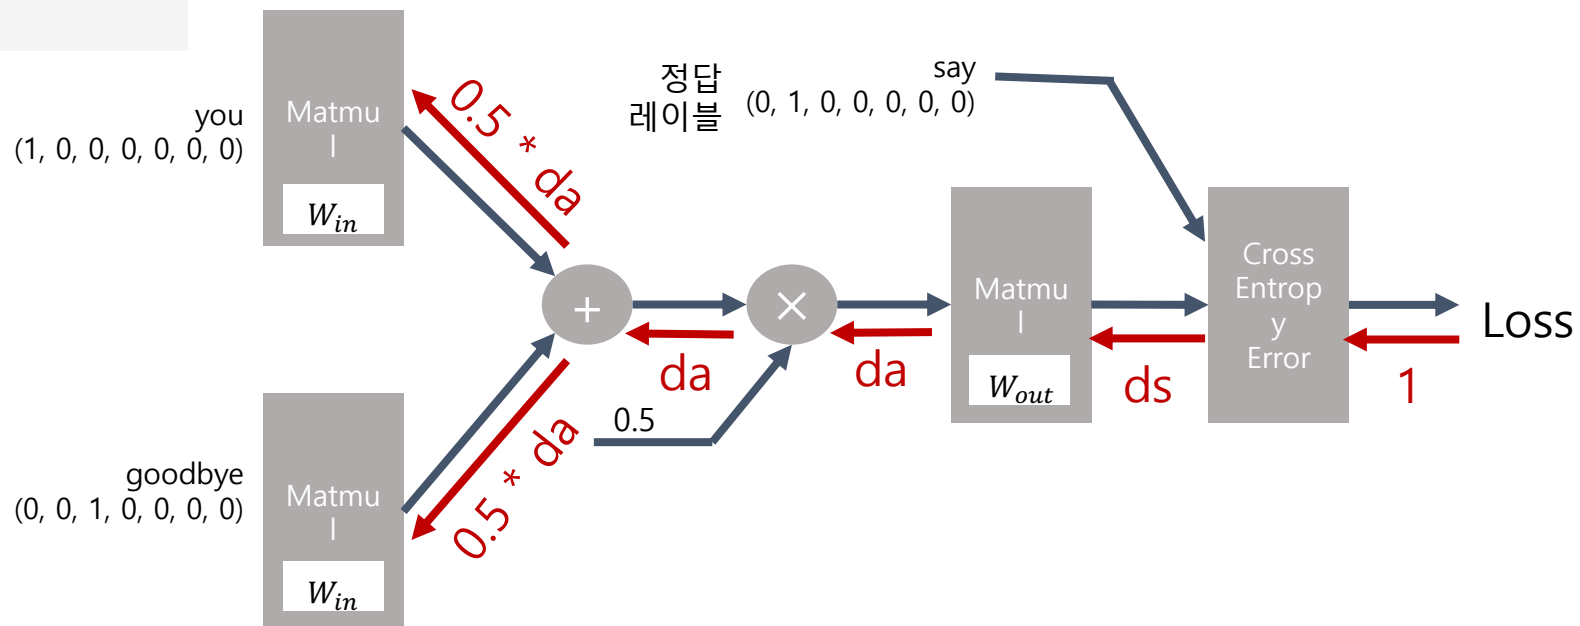 you
(1, 0, 0, 0, 0, 0, 0)
Matmu
l
W_in
0.5 * da
정답
레이블
say
(0, 1, 0, 0, 0, 0, 0)
goodbye
(0, 0, 1, 0, 0, 0, 0)
Matmu
l
W_in
0.5 * da
+
da
0.5
×
da
Matmu
l
W_out
ds
Cross
Entrop
y
Error
1
Loss